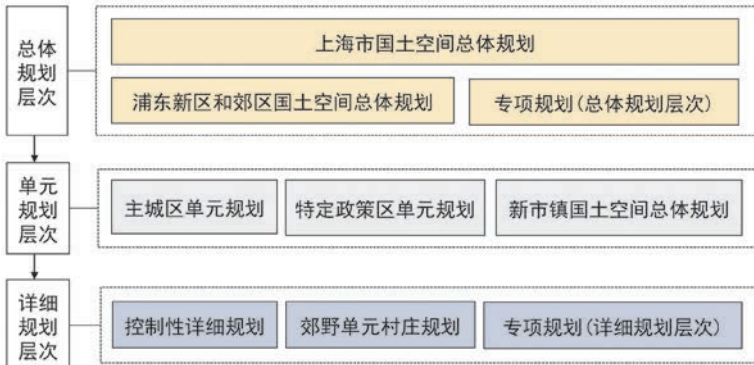 总体
规划
层次
上海市国土空间总体规划
浦东新区和郊区国土空间总体规划
专项规划(总体规划层次)
单元
规划
层次
主城区单元规划
特定政策区单元规划
新市镇国土空间总体规划
详细
规划
层次
控制性详细规划
郊野单元村庄规划
专项规划(详细规划层次)